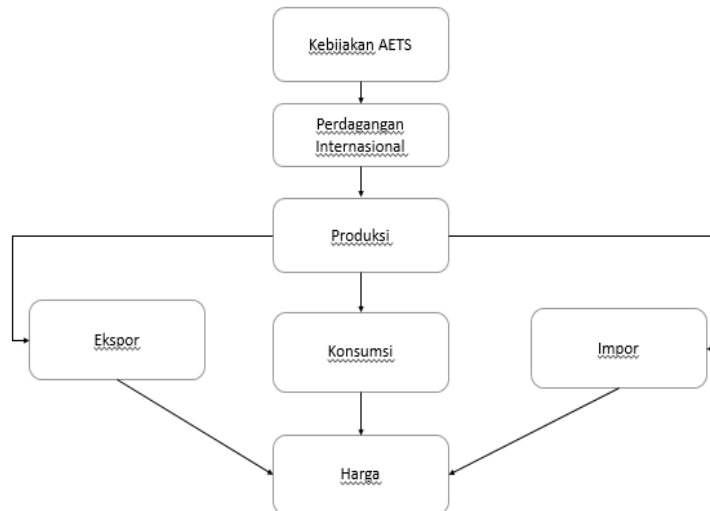 Kebijakan AETS
Perdagangan
Internasional
Produksi
Ekspor
Konsumsi
Impor
Harga